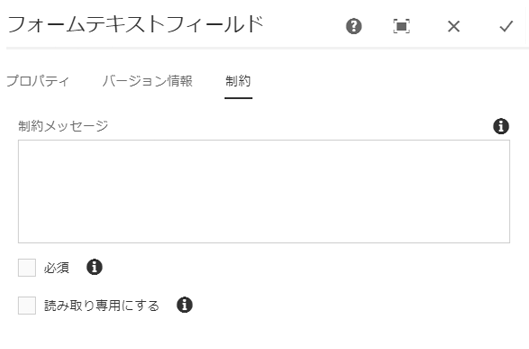 フォームテキストフィールド
プロパティ バージョン情報 制約
制約メッセージ
必須
読み取り専用にする